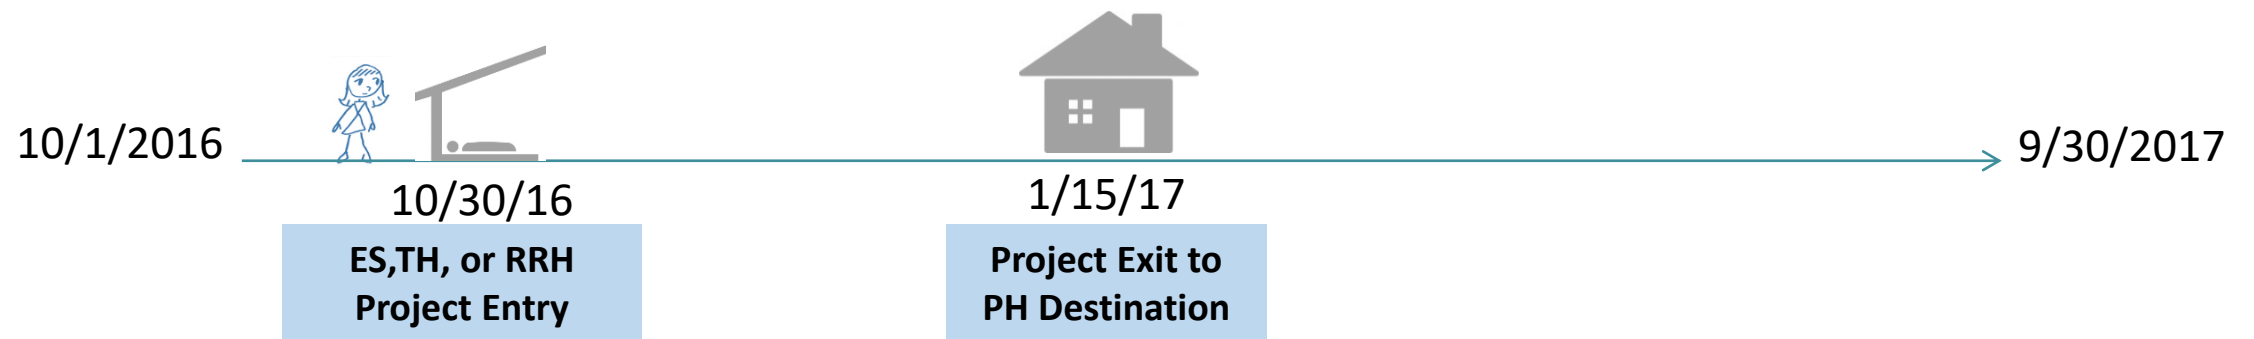 10/1/2016
9/30/2017
10/30/16
1/15/17
ES,TH, or RRH
Project Entry
Project Exit to
PH Destination